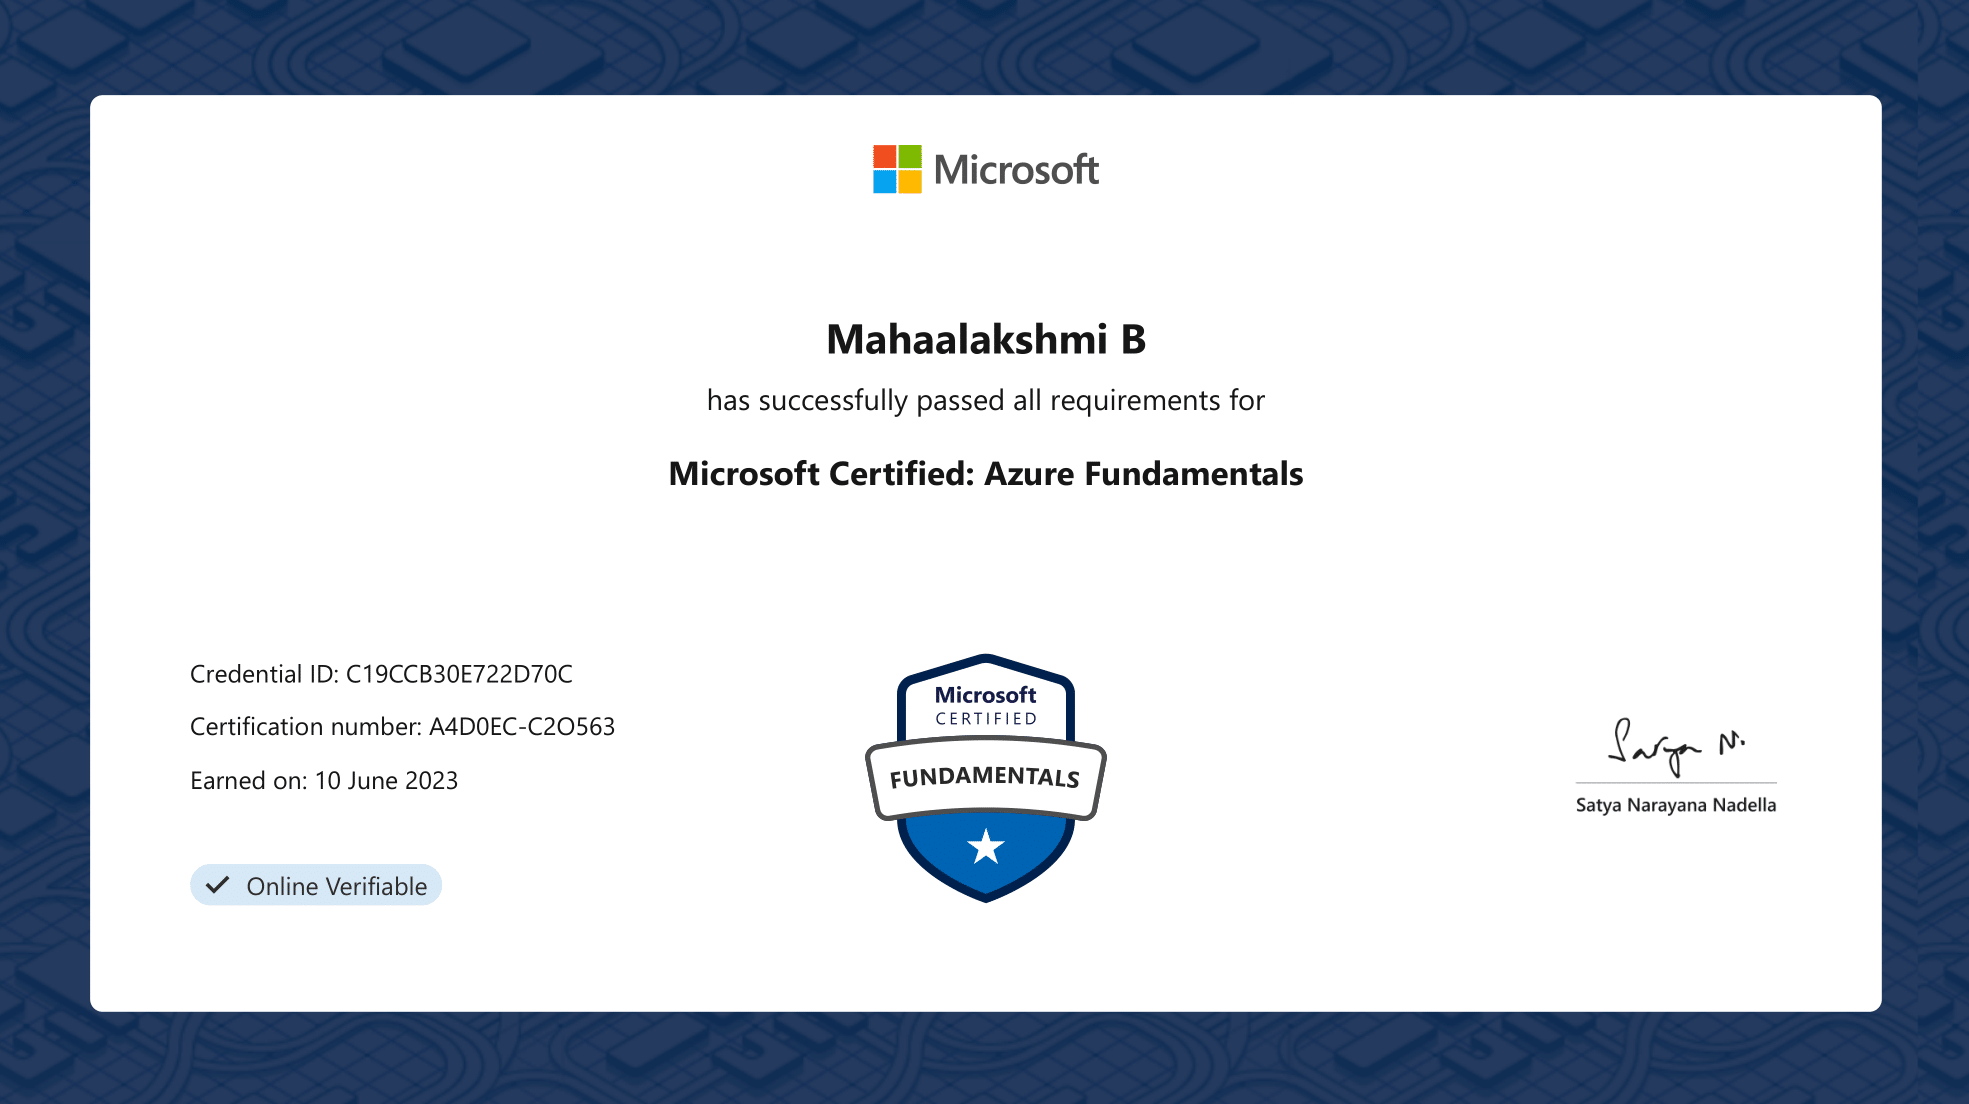 Microsoft
Mahaalakshmi B
has successfully passed all requirements for
Microsoft Certified: Azure Fundamentals
Credential ID: C19CCB30E722D70C
Certification number: A4D0EC-C2O563
Earned on: 10 June 2023
Online Verifiable
Microsoft
CERTIFIED
FUNDAMENTALS
Satya N.
Satya Narayana Nadella